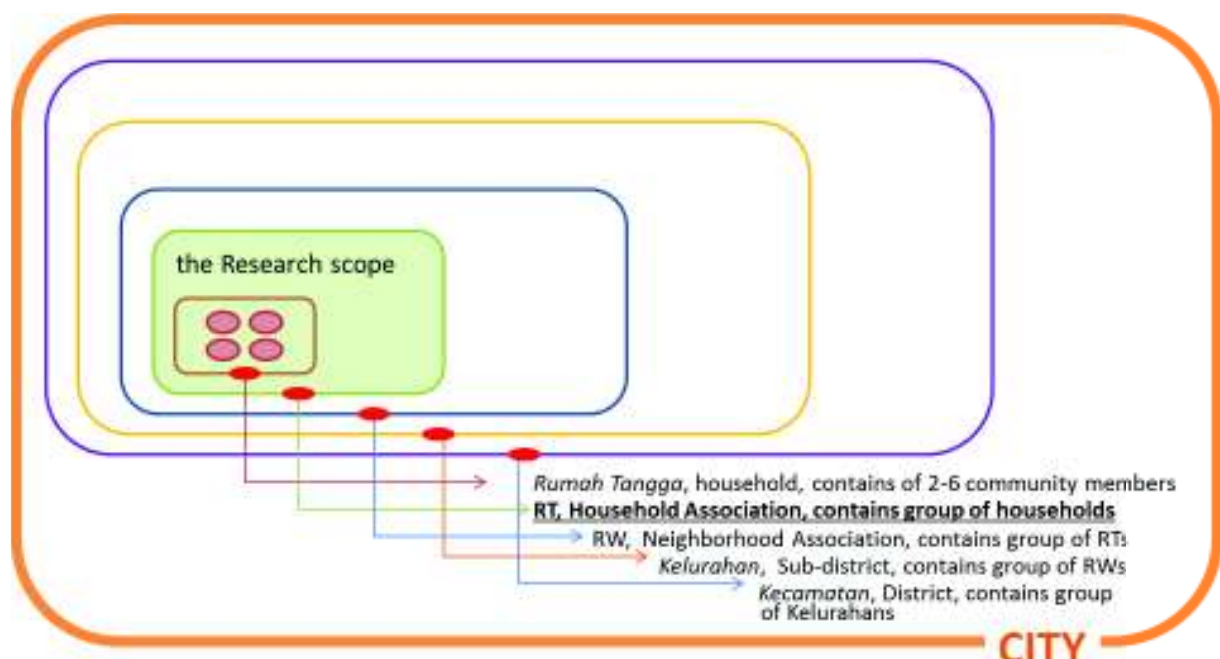 the Research scope
Rumah Tangga, household, contains of 2-6 community members
RT, Household Association, contains group of households
RW, Neighborhood Association, contains group of RTs
Kelurahan, Sub-district, contains group of RWs
Kecamatan, District, contains group
of Kelurahans
CITY